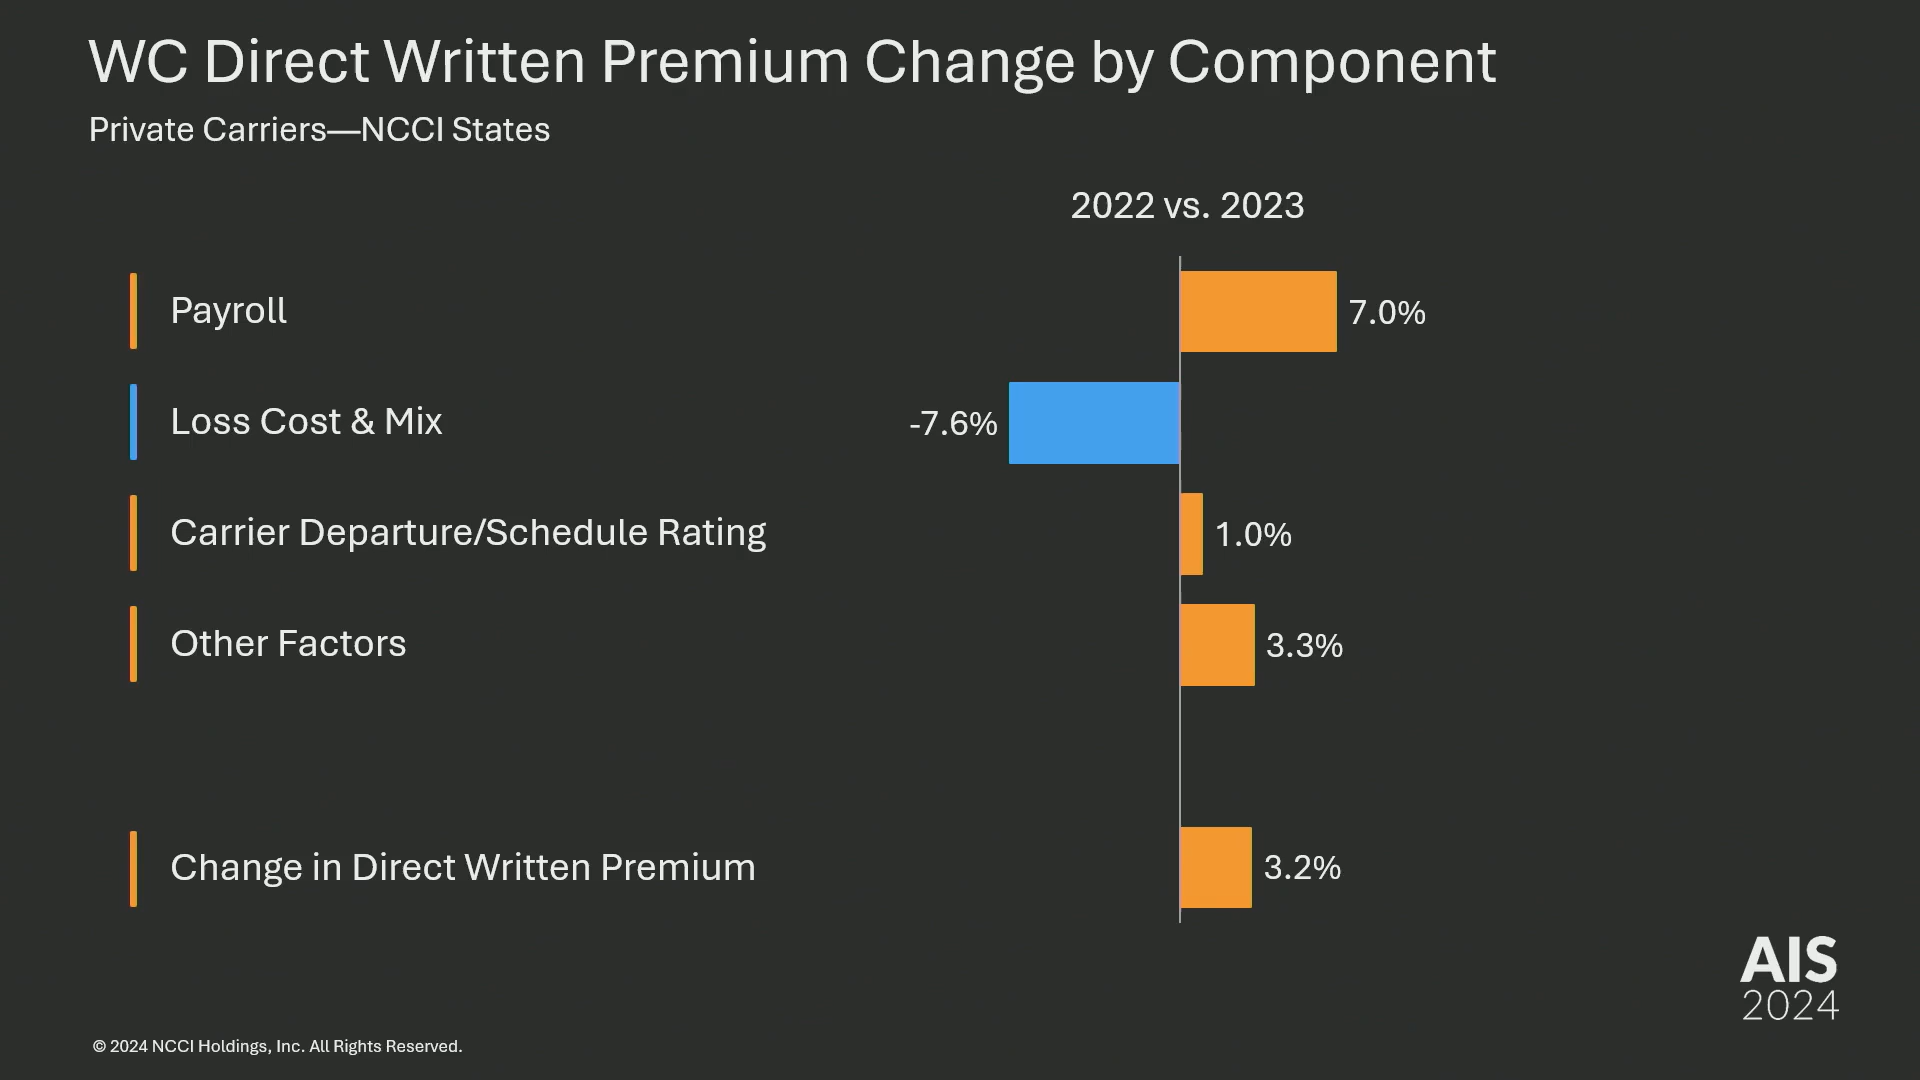 WC Direct Written Premium Change by Component
Private Carriers—NCCI States
2022 vs. 2023
Payroll
7.0%
Loss Cost & Mix
-7.6%
Carrier Departure/Schedule Rating
1.0%
Other Factors
3.3%
Change in Direct Written Premium
3.2%
AIS
2024
© 2024 NCCI Holdings, Inc. All Rights Reserved.